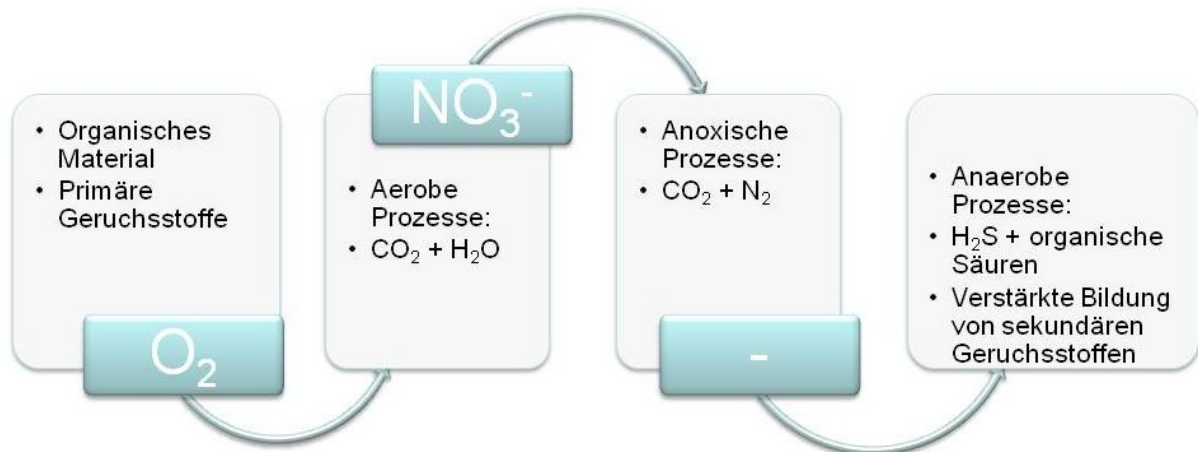 • Organisches
Material
• Primäre
Geruchsstoffe
O₂
NO₃⁻
• Aerobe
Prozesse:
• CO₂ + H₂O
• Anoxische
Prozesse:
• CO₂ + N₂
-
• Anaerobe
Prozesse:
• H₂S + organische
Säuren
• Verstärkte Bildung
von sekundären
Geruchsstoffen